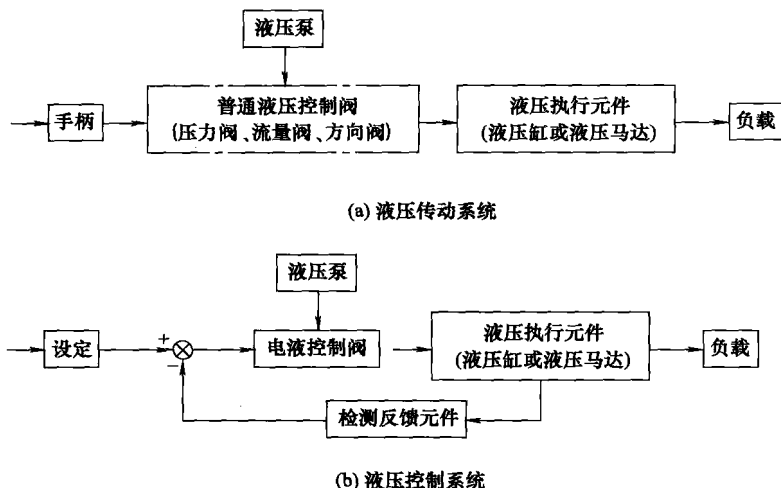 液压泵
手柄
普通液压控制阀
(压力阀、流量阀、方向阀)
液压执行元件
(液压缸或液压马达)
负载
(a) 液压传动系统
液压泵
设定
+
−
电液控制阀
液压执行元件
(液压缸或液压马达)
负载
检测反馈元件
(b) 液压控制系统